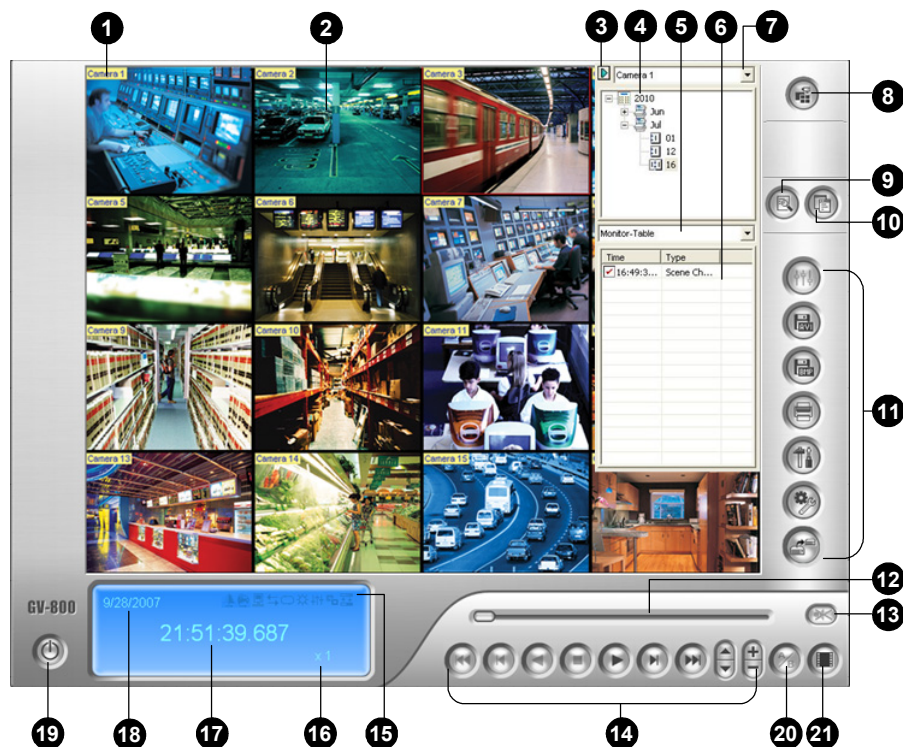 1 2 3 4 5 6 7
Camera 1 Camera 2 Camera 3 Camera 1
2010
Jun
Jul
01
12
16
8
9
10
Camera 5 Camera 6 Camera 7
Monitor-Table
Time Type
16:49:3... Scene Ch...
AVI
BMP
Camera 9 Camera 10 Camera 11
11
Camera 13 Camera 14 Camera 15
12
GV-800
9/28/2007
21:51:39.687
x 1
13
19 18 17 16 15 14 20 21